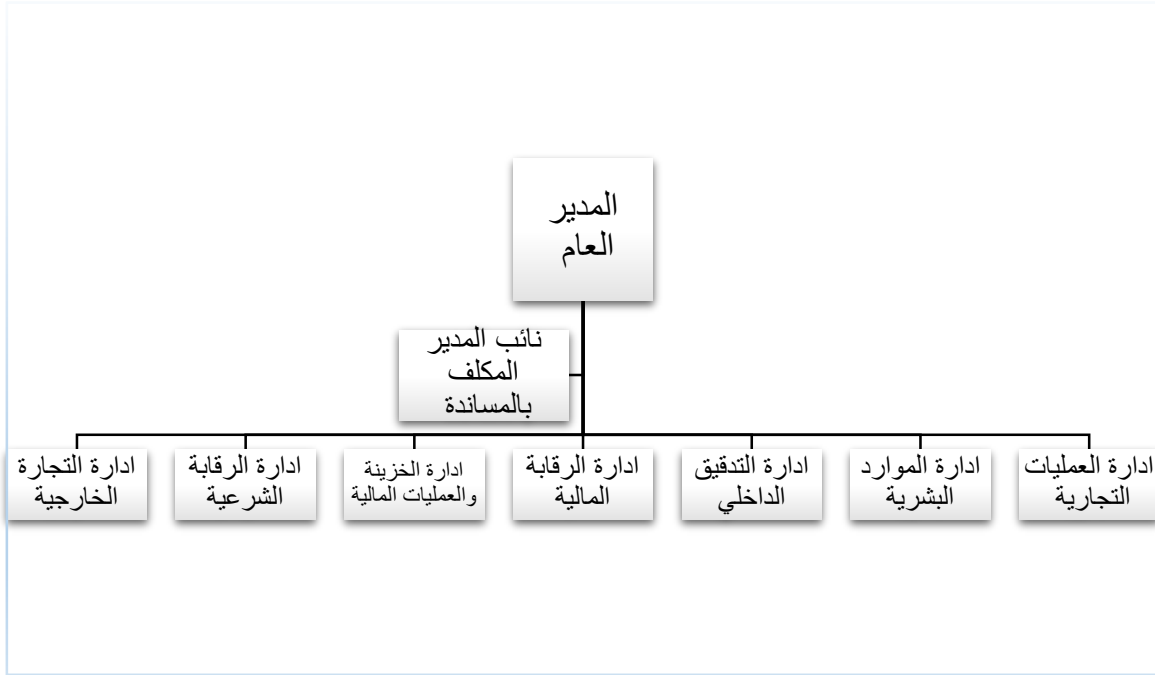 المدير
العام
نائب المدير
المكلف
بالمساندة
ادارة العمليات
التجارية
ادارة الموارد
البشرية
ادارة التدقيق
الداخلي
ادارة الرقابة
المالية
ادارة الخزينة
والعمليات المالية
ادارة الرقابة
الشرعية
ادارة التجارة
الخارجية